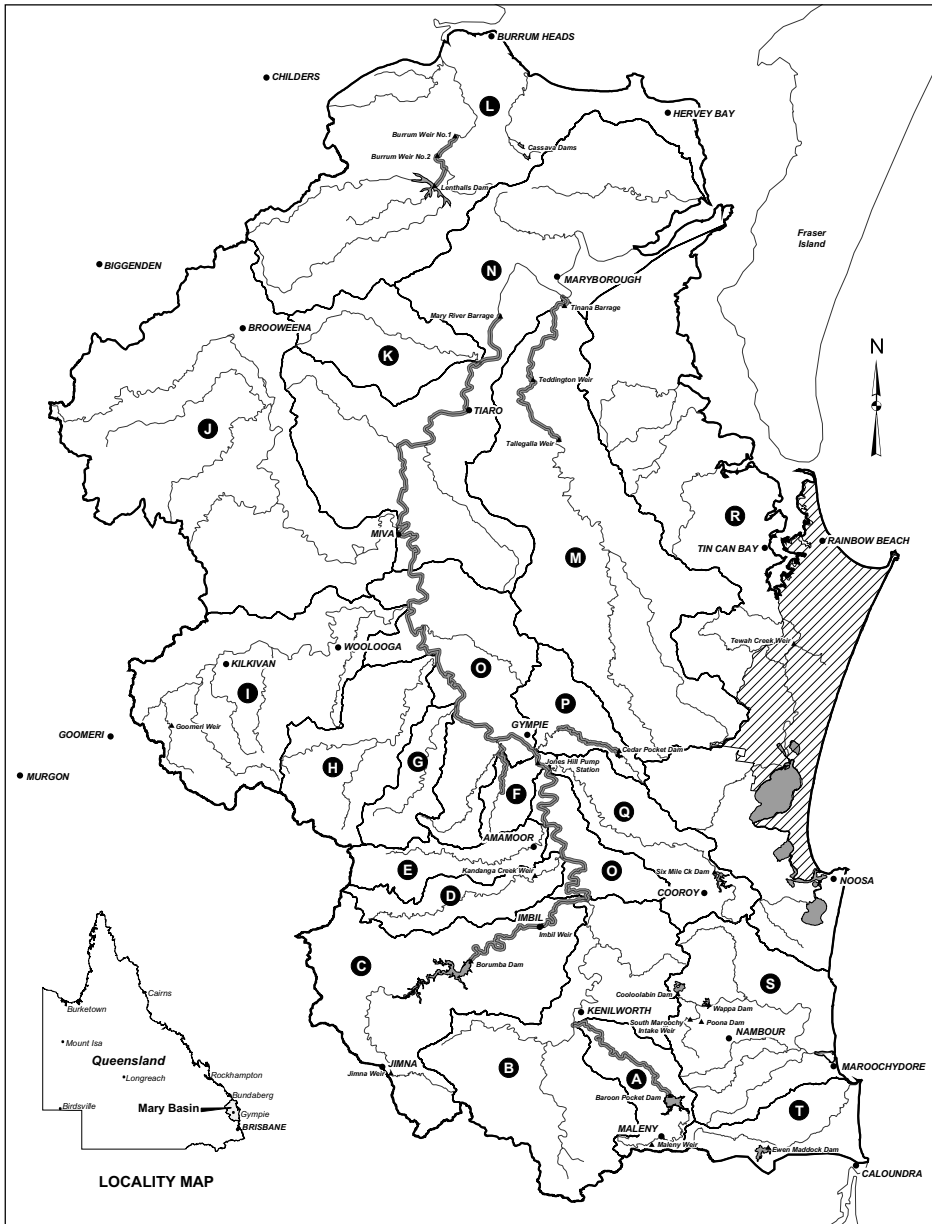 BURRUM HEADS
CHILDERS
L
HERVEY BAY
Burrum Weir No.1
Cassava Dams
Burrum Weir No.2
Lenthalls Dam
Fraser
Island
BIGGENDEN
N
MARYBOROUGH
Tinana Barrage
Mary River Barrage
BROOWEENA
K
N
Teddington Weir
TIARO
J
Tallegalla Weir
R
MIVA
RAINBOW BEACH
TIN CAN BAY
M
Tewah Creek Weir
WOOLOOGA
KILKIVAN
O
I
P
Goomeri Weir
GYMPIE
GOOMERI
Cedar Pocket Dam
Jones Hill Pump
Station
H
G
MURGON
F
Q
AMAMOOR
E
Kandanga Creek Weir
O
Six Mile Ck Dam
NOOSA
D
COOROY
IMBIL
Imbil Weir
C
Borumba Dam
S
Cooloolabin Dam
Wappa Dam
KENILWORTH
South Maroochy
Intake Weir
Poona Dam
NAMBOUR
JIMNA
Jimna Weir
B
MAROOCHYDORE
A
Baroon Pocket Dam
T
MALENY
Maleny Weir
Ewen Maddock Dam
CALOUNDRA
Cairns
Burketown
Mount Isa
Queensland
Longreach
Rockhampton
Bundaberg
Birdsville
Mary Basin
Gympie
BRISBANE
LOCALITY MAP